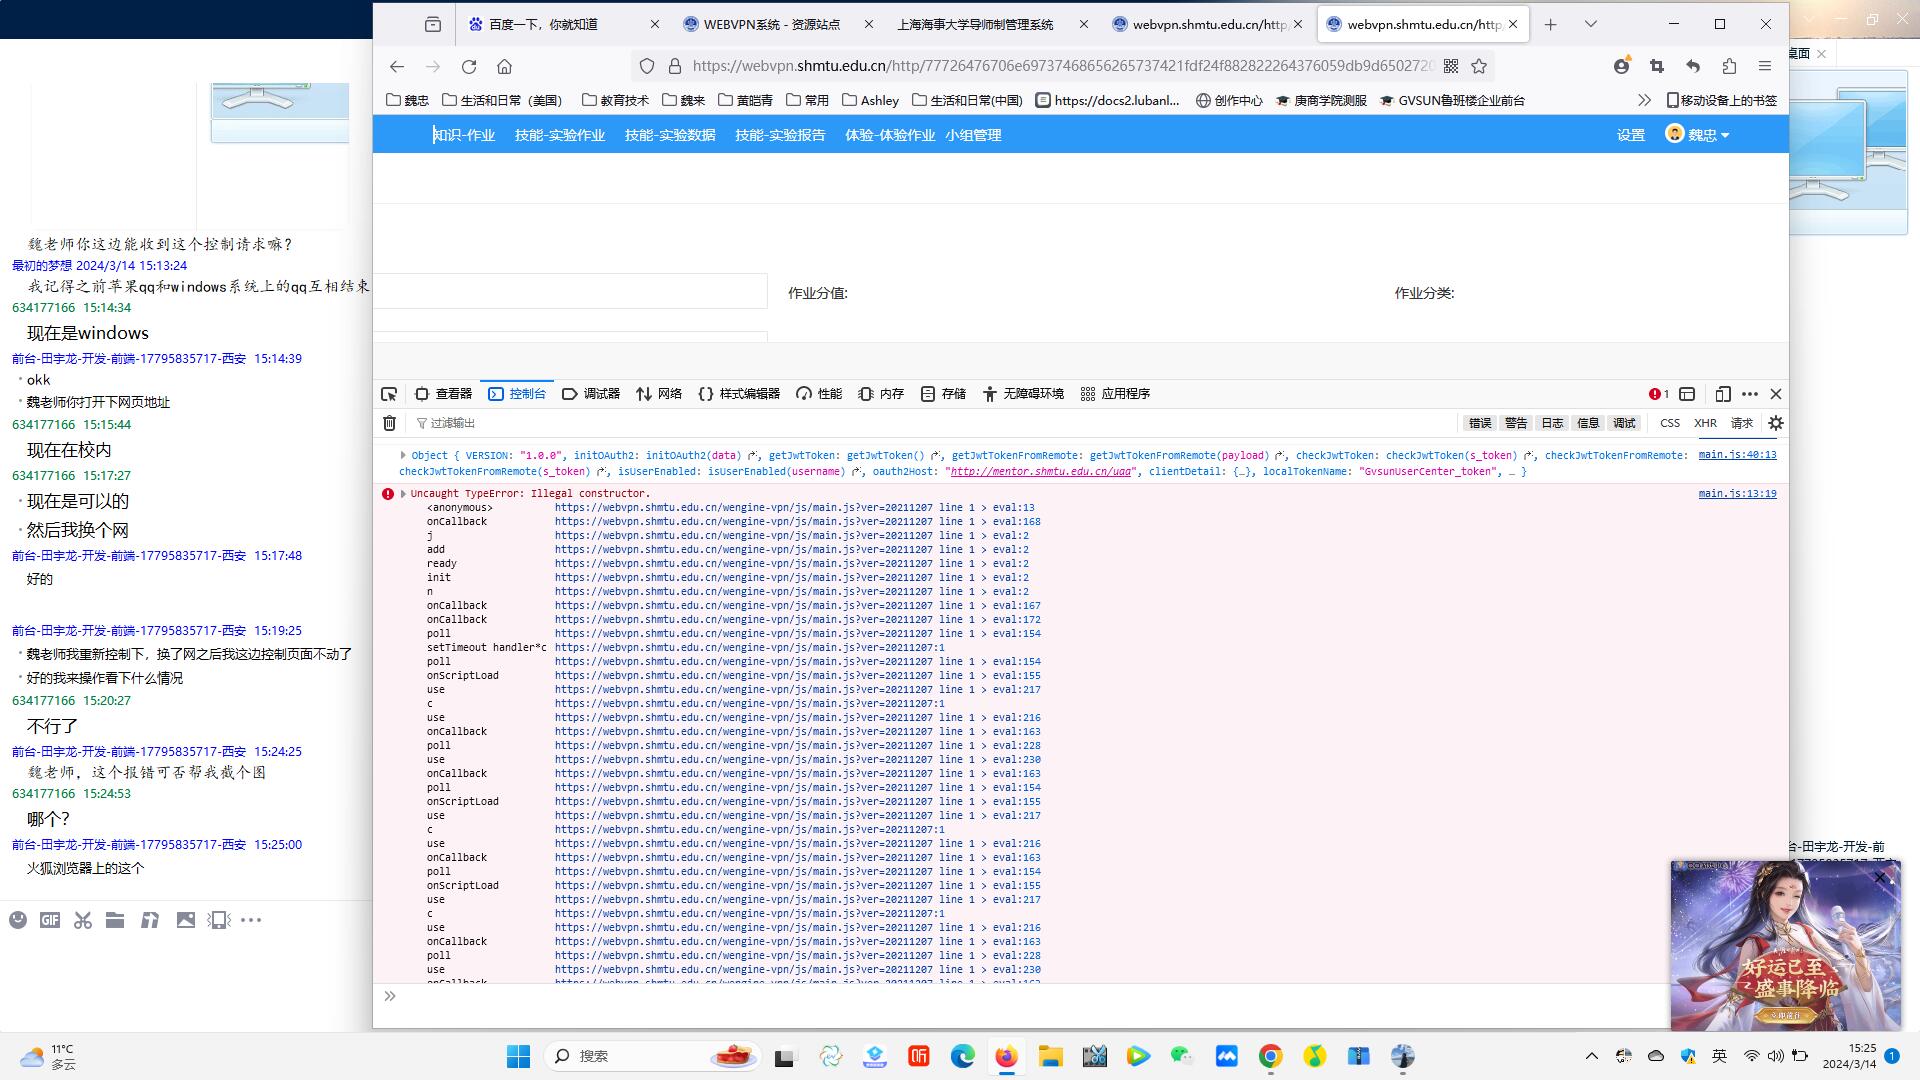 魏老师你这边能收到这个控制请求嘛？
最初的梦想 2024/3/14 15:13:24
我记得之前苹果qq和windows系统上的qq互相结束
634177166 15:14:34
现在是windows
前台-田宇龙-开发-前端-17795835717-西安 15:14:39
okk
魏老师你打开下网页地址
634177166 15:15:44
现在在校内
634177166 15:17:27
现在是可以的
然后我换个网
前台-田宇龙-开发-前端-17795835717-西安 15:17:48
好的
前台-田宇龙-开发-前端-17795835717-西安 15:19:25
魏老师我重新控制下，换了网之后我这边控制页面不动了
好的我来操作看下什么情况
634177166 15:20:27
不行了
前台-田宇龙-开发-前端-17795835717-西安 15:24:25
魏老师，这个报错可否帮我截个图
634177166 15:24:53
哪个？
前台-田宇龙-开发-前端-17795835717-西安 15:25:00
火狐浏览器上的这个
GIF
百度一下，你就知道
WEBVPN系统 - 资源站点
上海海事大学导师制管理系统
webvpn.shmtu.edu.cn/http
webvpn.shmtu.edu.cn/http
https://webvpn.shmtu.edu.cn/http/77726476706e69737468656265737421fdf24f882822264376059db9d6502720
魏忠 生活和日常（美国） 教育技术 魏来 黄皑青 常用 Ashley 生活和日常(中国) https://docs2.lubanl... 创作中心 庚商学院测服 GVSUN鲁班楼企业前台 移动设备上的书签
知识-作业 技能-实验作业 技能-实验数据 技能-实验报告 体验-体验作业 小组管理 设置 魏忠
作业分值: 作业分类:
查看器 控制台 调试器 网络 样式编辑器 性能 内存 存储 无障碍环境 应用程序 1
过滤输出 错误 警告 日志 信息 调试 CSS XHR 请求
Object { VERSION: "1.0.0", initOAuth2: initOAuth2(data), getJwtToken: getJwtToken(), getJwtTokenFromRemote: getJwtTokenFromRemote(payload), checkJwtToken: checkJwtToken(s_token), checkJwtTokenFromRemote: main.js:40:13
checkJwtTokenFromRemote(s_token), isUserEnabled: isUserEnabled(username), oauth2Host: "http://mentor.shmtu.edu.cn/uaa", clientDetail: {…}, localTokenName: "GvsunUserCenter_token", … }
Uncaught TypeError: Illegal constructor. main.js:13:19
<anonymous> https://webvpn.shmtu.edu.cn/wengine-vpn/js/main.js?ver=20211207 line 1 > eval:13
onCallback https://webvpn.shmtu.edu.cn/wengine-vpn/js/main.js?ver=20211207 line 1 > eval:168
j https://webvpn.shmtu.edu.cn/wengine-vpn/js/main.js?ver=20211207 line 1 > eval:2
add https://webvpn.shmtu.edu.cn/wengine-vpn/js/main.js?ver=20211207 line 1 > eval:2
ready https://webvpn.shmtu.edu.cn/wengine-vpn/js/main.js?ver=20211207 line 1 > eval:2
init https://webvpn.shmtu.edu.cn/wengine-vpn/js/main.js?ver=20211207 line 1 > eval:2
n https://webvpn.shmtu.edu.cn/wengine-vpn/js/main.js?ver=20211207 line 1 > eval:2
onCallback https://webvpn.shmtu.edu.cn/wengine-vpn/js/main.js?ver=20211207 line 1 > eval:167
onCallback https://webvpn.shmtu.edu.cn/wengine-vpn/js/main.js?ver=20211207 line 1 > eval:172
poll https://webvpn.shmtu.edu.cn/wengine-vpn/js/main.js?ver=20211207 line 1 > eval:154
setTimeout handler*c https://webvpn.shmtu.edu.cn/wengine-vpn/js/main.js?ver=20211207:1
poll https://webvpn.shmtu.edu.cn/wengine-vpn/js/main.js?ver=20211207 line 1 > eval:154
onScriptLoad https://webvpn.shmtu.edu.cn/wengine-vpn/js/main.js?ver=20211207 line 1 > eval:155
use https://webvpn.shmtu.edu.cn/wengine-vpn/js/main.js?ver=20211207 line 1 > eval:217
c https://webvpn.shmtu.edu.cn/wengine-vpn/js/main.js?ver=20211207:1
use https://webvpn.shmtu.edu.cn/wengine-vpn/js/main.js?ver=20211207 line 1 > eval:216
onCallback https://webvpn.shmtu.edu.cn/wengine-vpn/js/main.js?ver=20211207 line 1 > eval:163
poll https://webvpn.shmtu.edu.cn/wengine-vpn/js/main.js?ver=20211207 line 1 > eval:228
use https://webvpn.shmtu.edu.cn/wengine-vpn/js/main.js?ver=20211207 line 1 > eval:230
onCallback https://webvpn.shmtu.edu.cn/wengine-vpn/js/main.js?ver=20211207 line 1 > eval:163
poll https://webvpn.shmtu.edu.cn/wengine-vpn/js/main.js?ver=20211207 line 1 > eval:154
onScriptLoad https://webvpn.shmtu.edu.cn/wengine-vpn/js/main.js?ver=20211207 line 1 > eval:155
use https://webvpn.shmtu.edu.cn/wengine-vpn/js/main.js?ver=20211207 line 1 > eval:217
c https://webvpn.shmtu.edu.cn/wengine-vpn/js/main.js?ver=20211207:1
use https://webvpn.shmtu.edu.cn/wengine-vpn/js/main.js?ver=20211207 line 1 > eval:216
onCallback https://webvpn.shmtu.edu.cn/wengine-vpn/js/main.js?ver=20211207 line 1 > eval:163
poll https://webvpn.shmtu.edu.cn/wengine-vpn/js/main.js?ver=20211207 line 1 > eval:154
onScriptLoad https://webvpn.shmtu.edu.cn/wengine-vpn/js/main.js?ver=20211207 line 1 > eval:155
use https://webvpn.shmtu.edu.cn/wengine-vpn/js/main.js?ver=20211207 line 1 > eval:217
c https://webvpn.shmtu.edu.cn/wengine-vpn/js/main.js?ver=20211207:1
use https://webvpn.shmtu.edu.cn/wengine-vpn/js/main.js?ver=20211207 line 1 > eval:216
onCallback https://webvpn.shmtu.edu.cn/wengine-vpn/js/main.js?ver=20211207 line 1 > eval:163
poll https://webvpn.shmtu.edu.cn/wengine-vpn/js/main.js?ver=20211207 line 1 > eval:228
use https://webvpn.shmtu.edu.cn/wengine-vpn/js/main.js?ver=20211207 line 1 > eval:230
桌面
台-田宇龙-开发-前
好运已至
盛事降临
立即前往
11°C
多云
搜索
英
15:25
2024/3/14
1